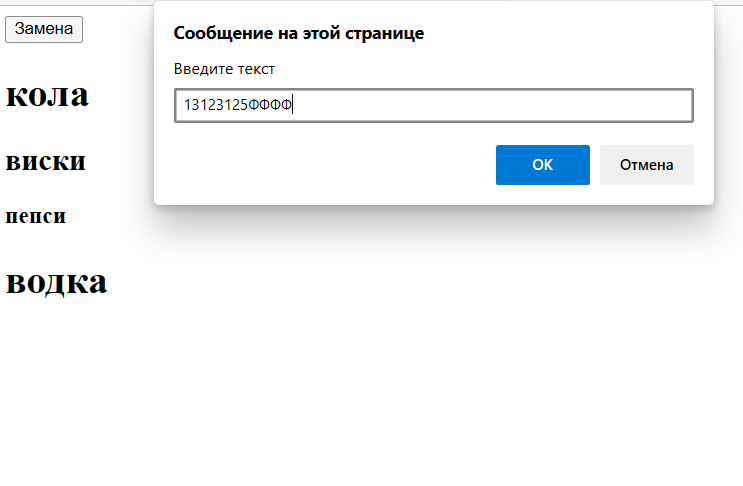 Замена
Сообщение на этой странице
Введите текст
13123125ФФФФ
ОК
Отмена
кола
виски
пепси
водка